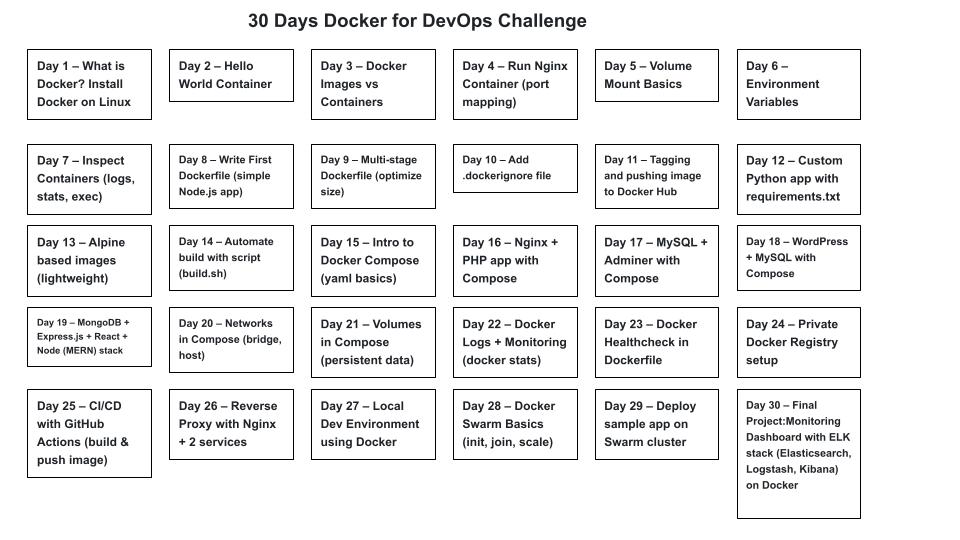 30 Days Docker for DevOps Challenge
Day 1 – What is
Docker? Install
Docker on Linux
Day 2 – Hello
World Container
Day 3 – Docker
Images vs
Containers
Day 4 – Run Nginx
Container (port
mapping)
Day 5 – Volume
Mount Basics
Day 6 –
Environment
Variables
Day 7 – Inspect
Containers (logs,
stats, exec)
Day 8 – Write First
Dockerfile (simple
Node.js app)
Day 9 – Multi-stage
Dockerfile (optimize
size)
Day 10 – Add
.dockerignore file
Day 11 – Tagging
and pushing image
to Docker Hub
Day 12 – Custom
Python app with
requirements.txt
Day 13 – Alpine
based images
(lightweight)
Day 14 – Automate
build with script
(build.sh)
Day 15 – Intro to
Docker Compose
(yaml basics)
Day 16 – Nginx +
PHP app with
Compose
Day 17 – MySQL +
Adminer with
Compose
Day 18 – WordPress
+ MySQL with
Compose
Day 19 – MongoDB +
Express.js + React +
Node (MERN) stack
Day 20 – Networks
in Compose (bridge,
host)
Day 21 – Volumes
in Compose
(persistent data)
Day 22 – Docker
Logs + Monitoring
(docker stats)
Day 23 – Docker
Healthcheck in
Dockerfile
Day 24 – Private
Docker Registry
setup
Day 25 – CI/CD
with GitHub
Actions (build &
push image)
Day 26 – Reverse
Proxy with Nginx
+ 2 services
Day 27 – Local
Dev Environment
using Docker
Day 28 – Docker
Swarm Basics
(init, join, scale)
Day 29 – Deploy
sample app on
Swarm cluster
Day 30 – Final
Project:Monitoring
Dashboard with ELK
stack (Elasticsearch,
Logstash, Kibana)
on Docker